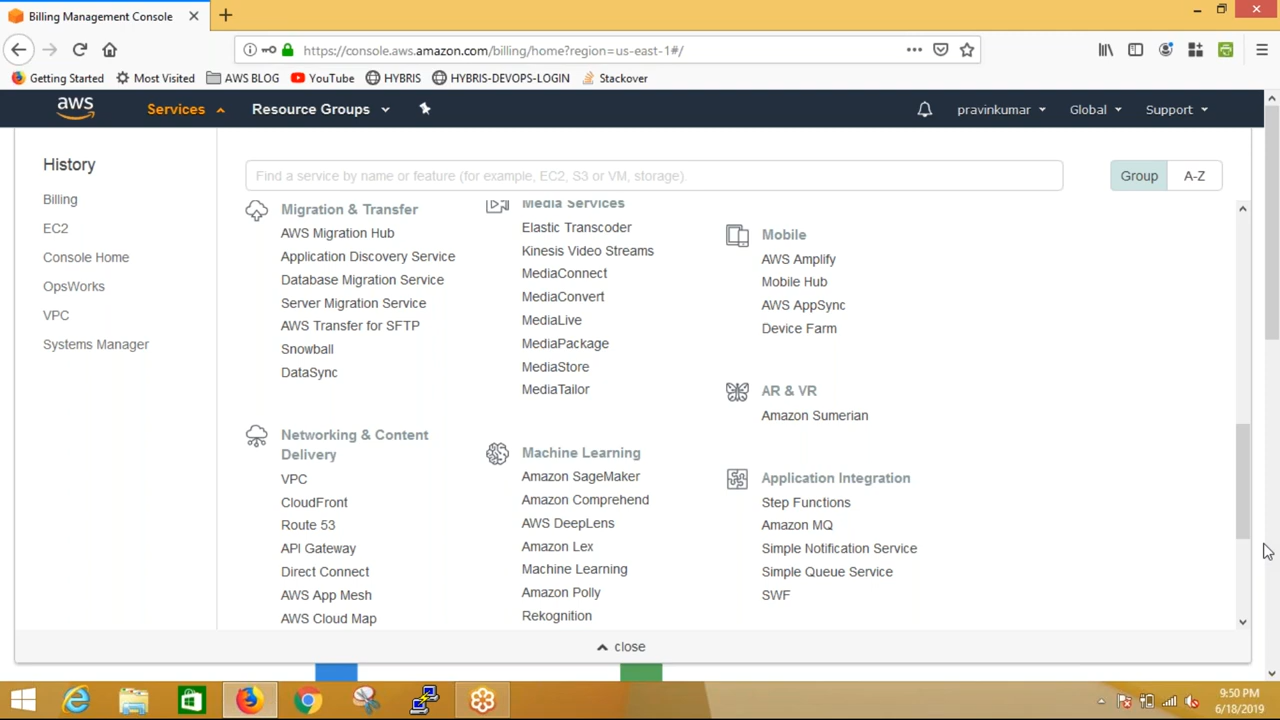 Billing Management Console
https://console.aws.amazon.com/billing/home?region=us-east-1#/
Getting Started
Most Visited
AWS BLOG
YouTube
HYBRIS
HYBRIS-DEVOPS-LOGIN
Stackover
aws
Services
Resource Groups
pravinkumar
Global
Support
History
Billing
EC2
Console Home
OpsWorks
VPC
Systems Manager
Find a service by name or feature (for example, EC2, S3 or VM, storage).
Group
A-Z
Migration & Transfer
AWS Migration Hub
Application Discovery Service
Database Migration Service
Server Migration Service
AWS Transfer for SFTP
Snowball
DataSync
Networking & Content
Delivery
VPC
CloudFront
Route 53
API Gateway
Direct Connect
AWS App Mesh
AWS Cloud Map
Media Services
Elastic Transcoder
Kinesis Video Streams
MediaConnect
MediaConvert
MediaLive
MediaPackage
MediaStore
MediaTailor
Machine Learning
Amazon SageMaker
Amazon Comprehend
AWS DeepLens
Amazon Lex
Machine Learning
Amazon Polly
Rekognition
Mobile
AWS Amplify
Mobile Hub
AWS AppSync
Device Farm
AR & VR
Amazon Sumerian
Application Integration
Step Functions
Amazon MQ
Simple Notification Service
Simple Queue Service
SWF
close
9:50 PM
6/18/2019